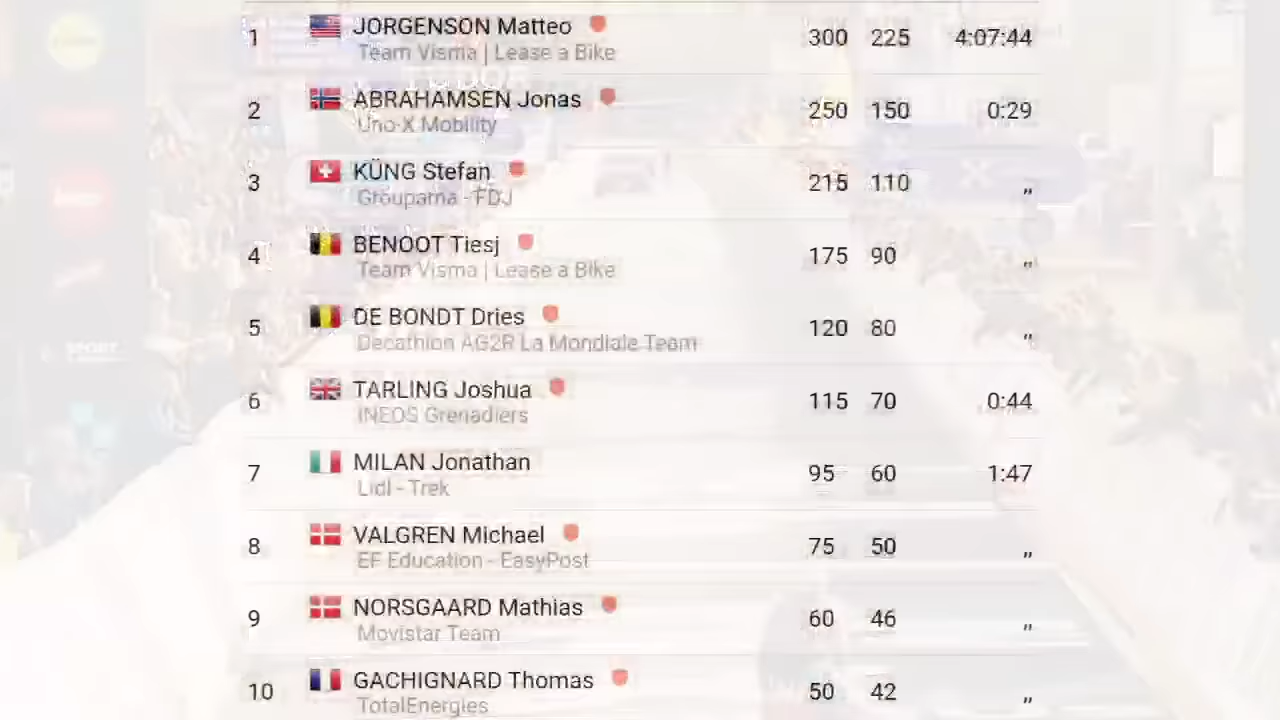 1 JORGENSON Matteo 300 225 4:07:44
Team Visma | Lease a Bike
2 ABRAHAMSEN Jonas 250 150 0:29
Uno-X Mobility
3 KÜNG Stefan 215 110 ,,
Groupama - FDJ
4 BENOOT Tiesj 175 90 ,,
Team Visma | Lease a Bike
5 DE BONDT Dries 120 80 ,,
Decathlon AG2R La Mondiale Team
6 TARLING Joshua 115 70 0:44
INEOS Grenadiers
7 MILAN Jonathan 95 60 1:47
Lidl - Trek
8 VALGREN Michael 75 50 ,,
EF Education - EasyPost
9 NORSGAARD Mathias 60 46 ,,
Movistar Team
10 GACHIGNARD Thomas 50 42 ,,
TotalEnergies